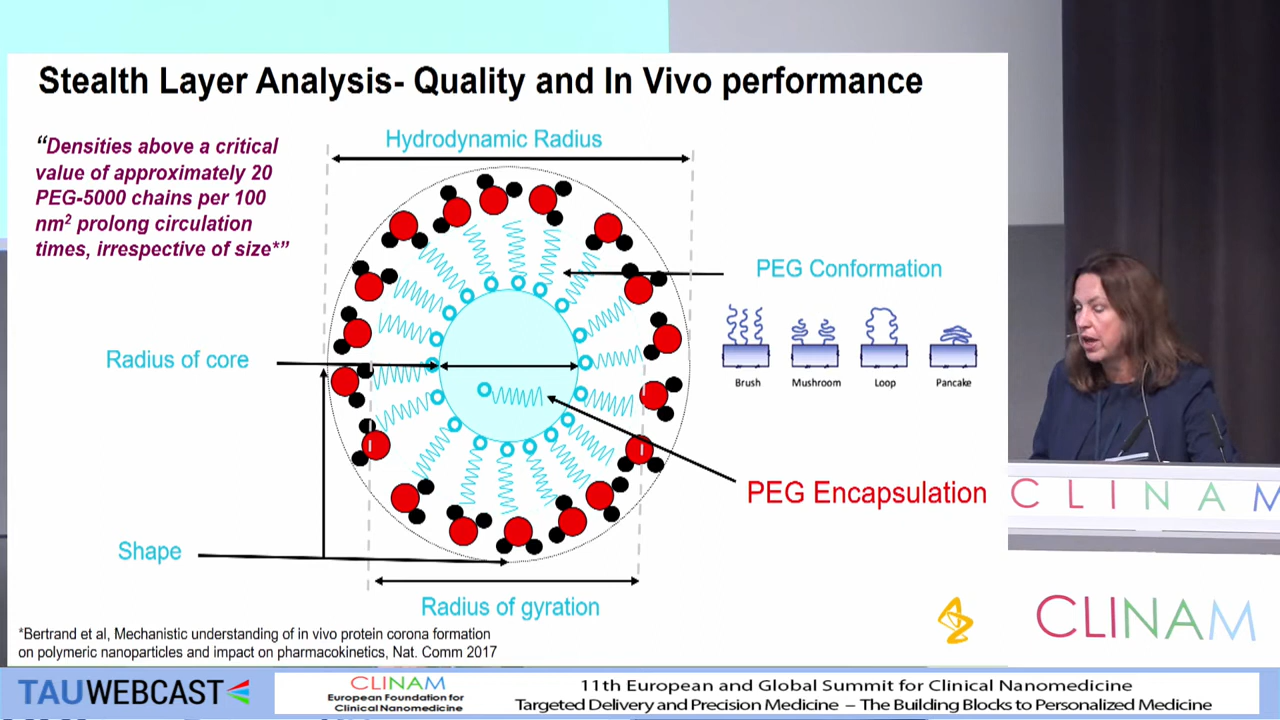 Stealth Layer Analysis- Quality and In Vivo performance
“Densities above a critical
value of approximately 20
PEG-5000 chains per 100
nm² prolong circulation
times, irrespective of size*”
Hydrodynamic Radius
PEG Conformation
Brush
Mushroom
Loop
Pancake
Radius of core
PEG Encapsulation
Shape
Radius of gyration
*Bertrand et al, Mechanistic understanding of in vivo protein corona formation
on polymeric nanoparticles and impact on pharmacokinetics, Nat. Comm 2017
CLINAM
CLINAM
TAUWEBCAST
CLINAM
European Foundation for
Clinical Nanomedicine
11th European and Global Summit for Clinical Nanomedicine
Targeted Delivery and Precision Medicine – The Building Blocks to Personalized Medicine